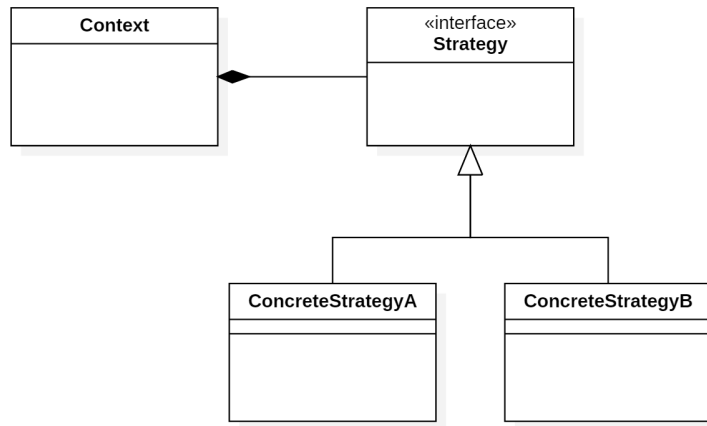 Context
«interface»
Strategy
ConcreteStrategyA
ConcreteStrategyB